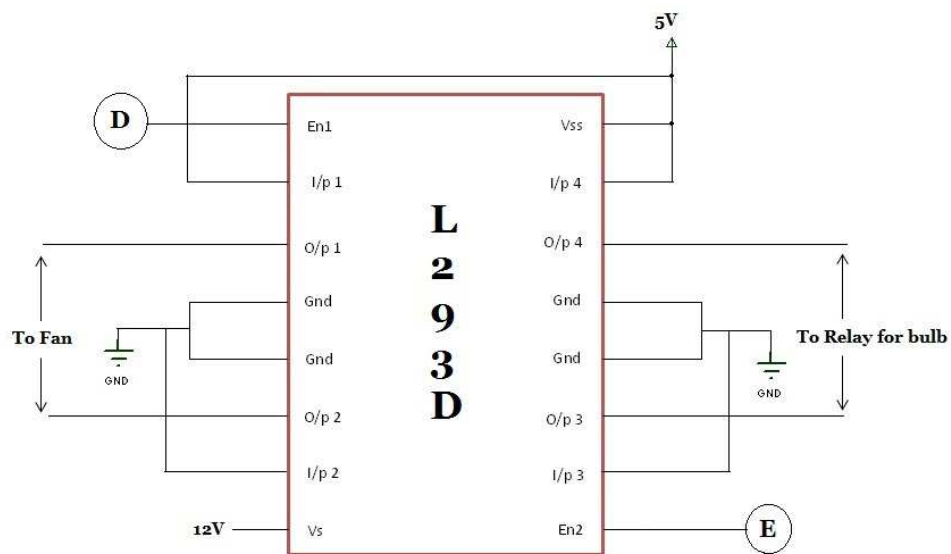 5V
D
En1
Vss
I/p 1
I/p 4
L
2
9
3
D
O/p 1
O/p 4
Gnd
Gnd
To Fan
To Relay for bulb
Gnd
Gnd
GND
GND
O/p 2
O/p 3
I/p 2
I/p 3
12V
Vs
En2
E